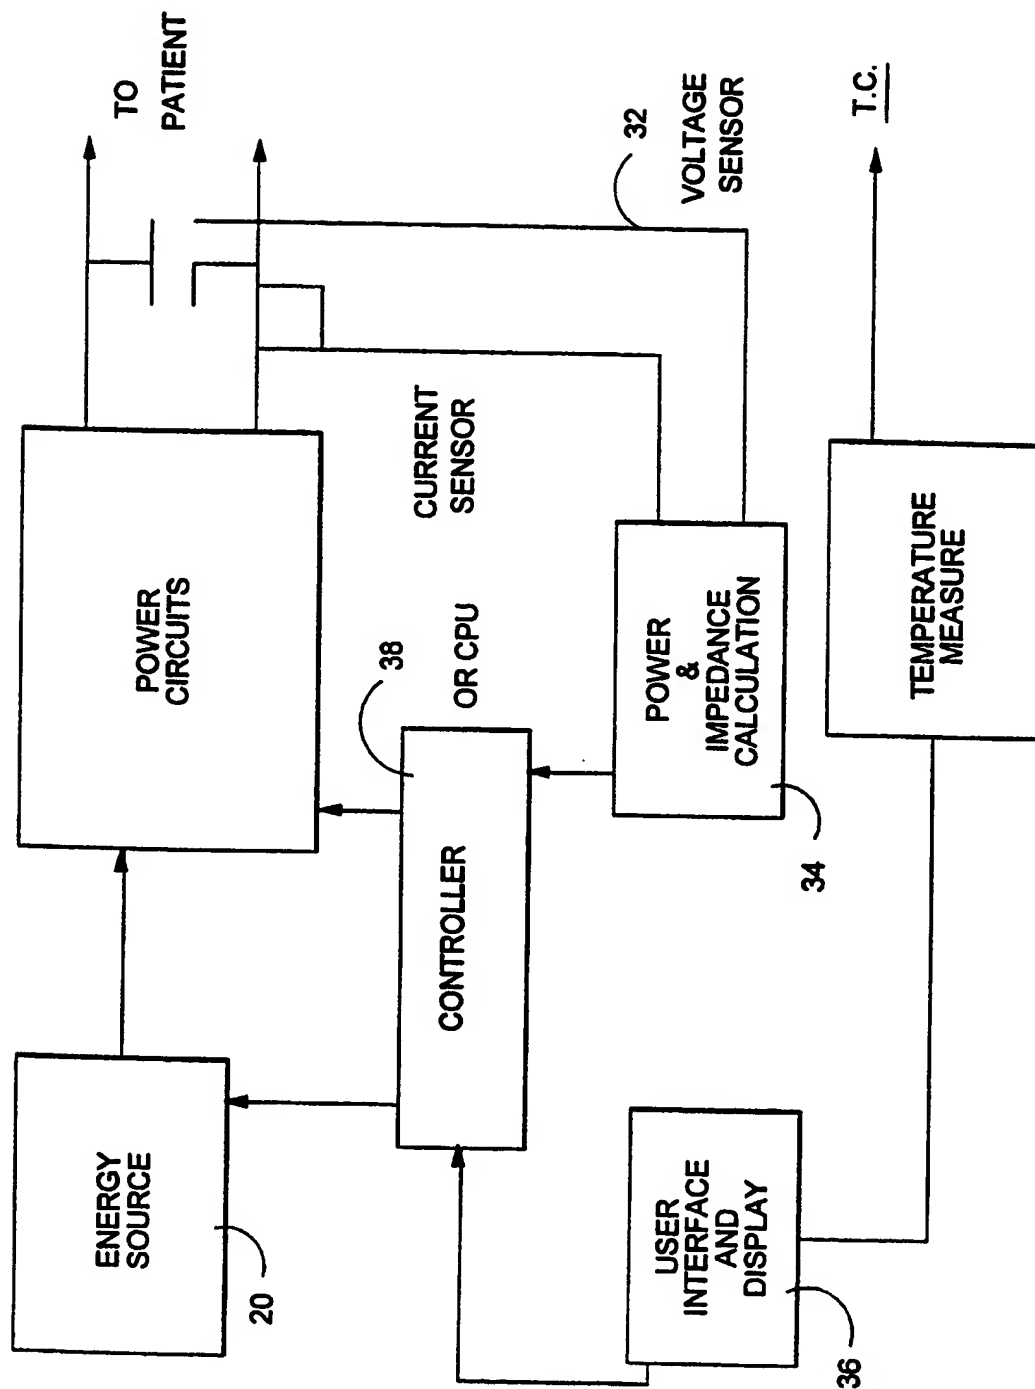 ENERGY
SOURCE
20
POWER
CIRCUITS
TO
PATIENT
CONTROLLER
38
OR CPU
CURRENT
SENSOR
32
VOLTAGE
SENSOR
USER
INTERFACE
AND
DISPLAY
36
POWER
&
IMPEDANCE
CALCULATION
34
TEMPERATURE
MEASURE
T.C.